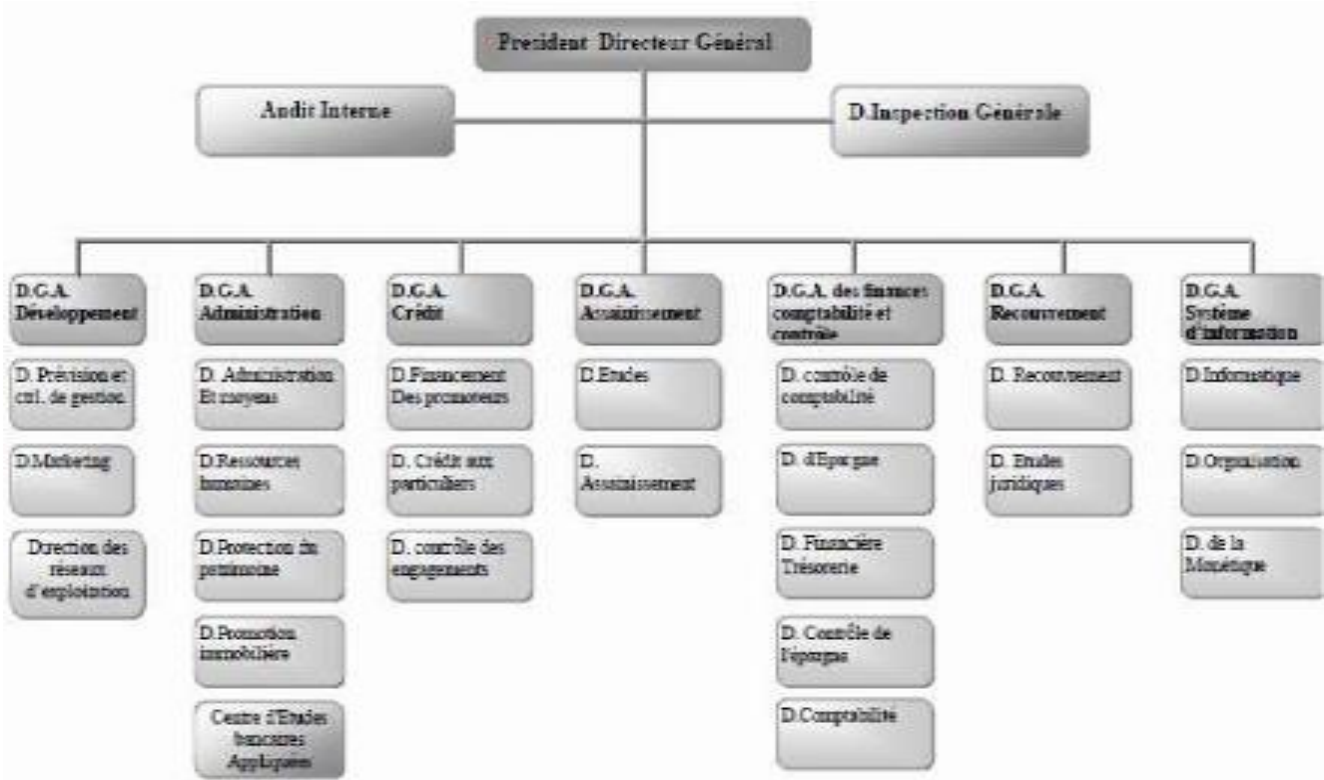 President Directeur Général
Audit Interne
D.Inspection Générale
D.G.A.
Développement
D. Prévision et
ctrl. de gestion.
D.Marketing
Direction des
réseaux
d'exploitation
D.G.A.
Administration
D. Administration
Et moyens
D.Ressources
humaines
D.Protection du
patrimoine
D.Promotion
immobilière
Centre d'Etudes
bancaires
Appliquées
D.G.A.
Crédit
D.Financement
Des promoteurs
D. Crédit aux
particuliers
D. contrôle des
engagements
D.G.A.
Assainissement
D.Etudes
D.
Assainissement
D.G.A. des finances
comptabilité et
contrôle
D. contrôle de
comptabilité
D. d'Epargne
D. Financière
Trésorerie
D. Contrôle de
l'épargne
D.Comptabilité
D.G.A.
Recouvrement
D. Recouvrement
D. Etudes
juridiques
D.G.A.
Système
d'information
D.Informatique
D.Organisation
D. de la
Monétique